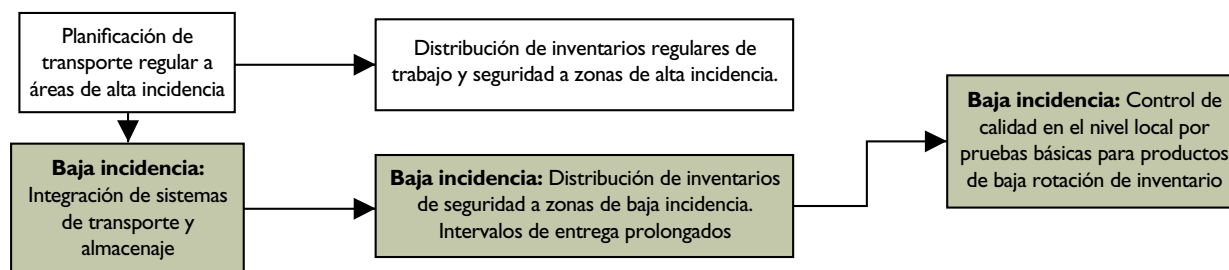 Planificación de
transporte regular a
áreas de alta incidencia
Distribución de inventarios regulares de
trabajo y seguridad a zonas de alta incidencia.
Baja incidencia:
Integración de sistemas
de transporte y
almacenaje
Baja incidencia: Distribución de inventarios
de seguridad a zonas de baja incidencia.
Intervalos de entrega prolongados
Baja incidencia: Control de
calidad en el nivel local por
pruebas básicas para productos
de baja rotación de inventario